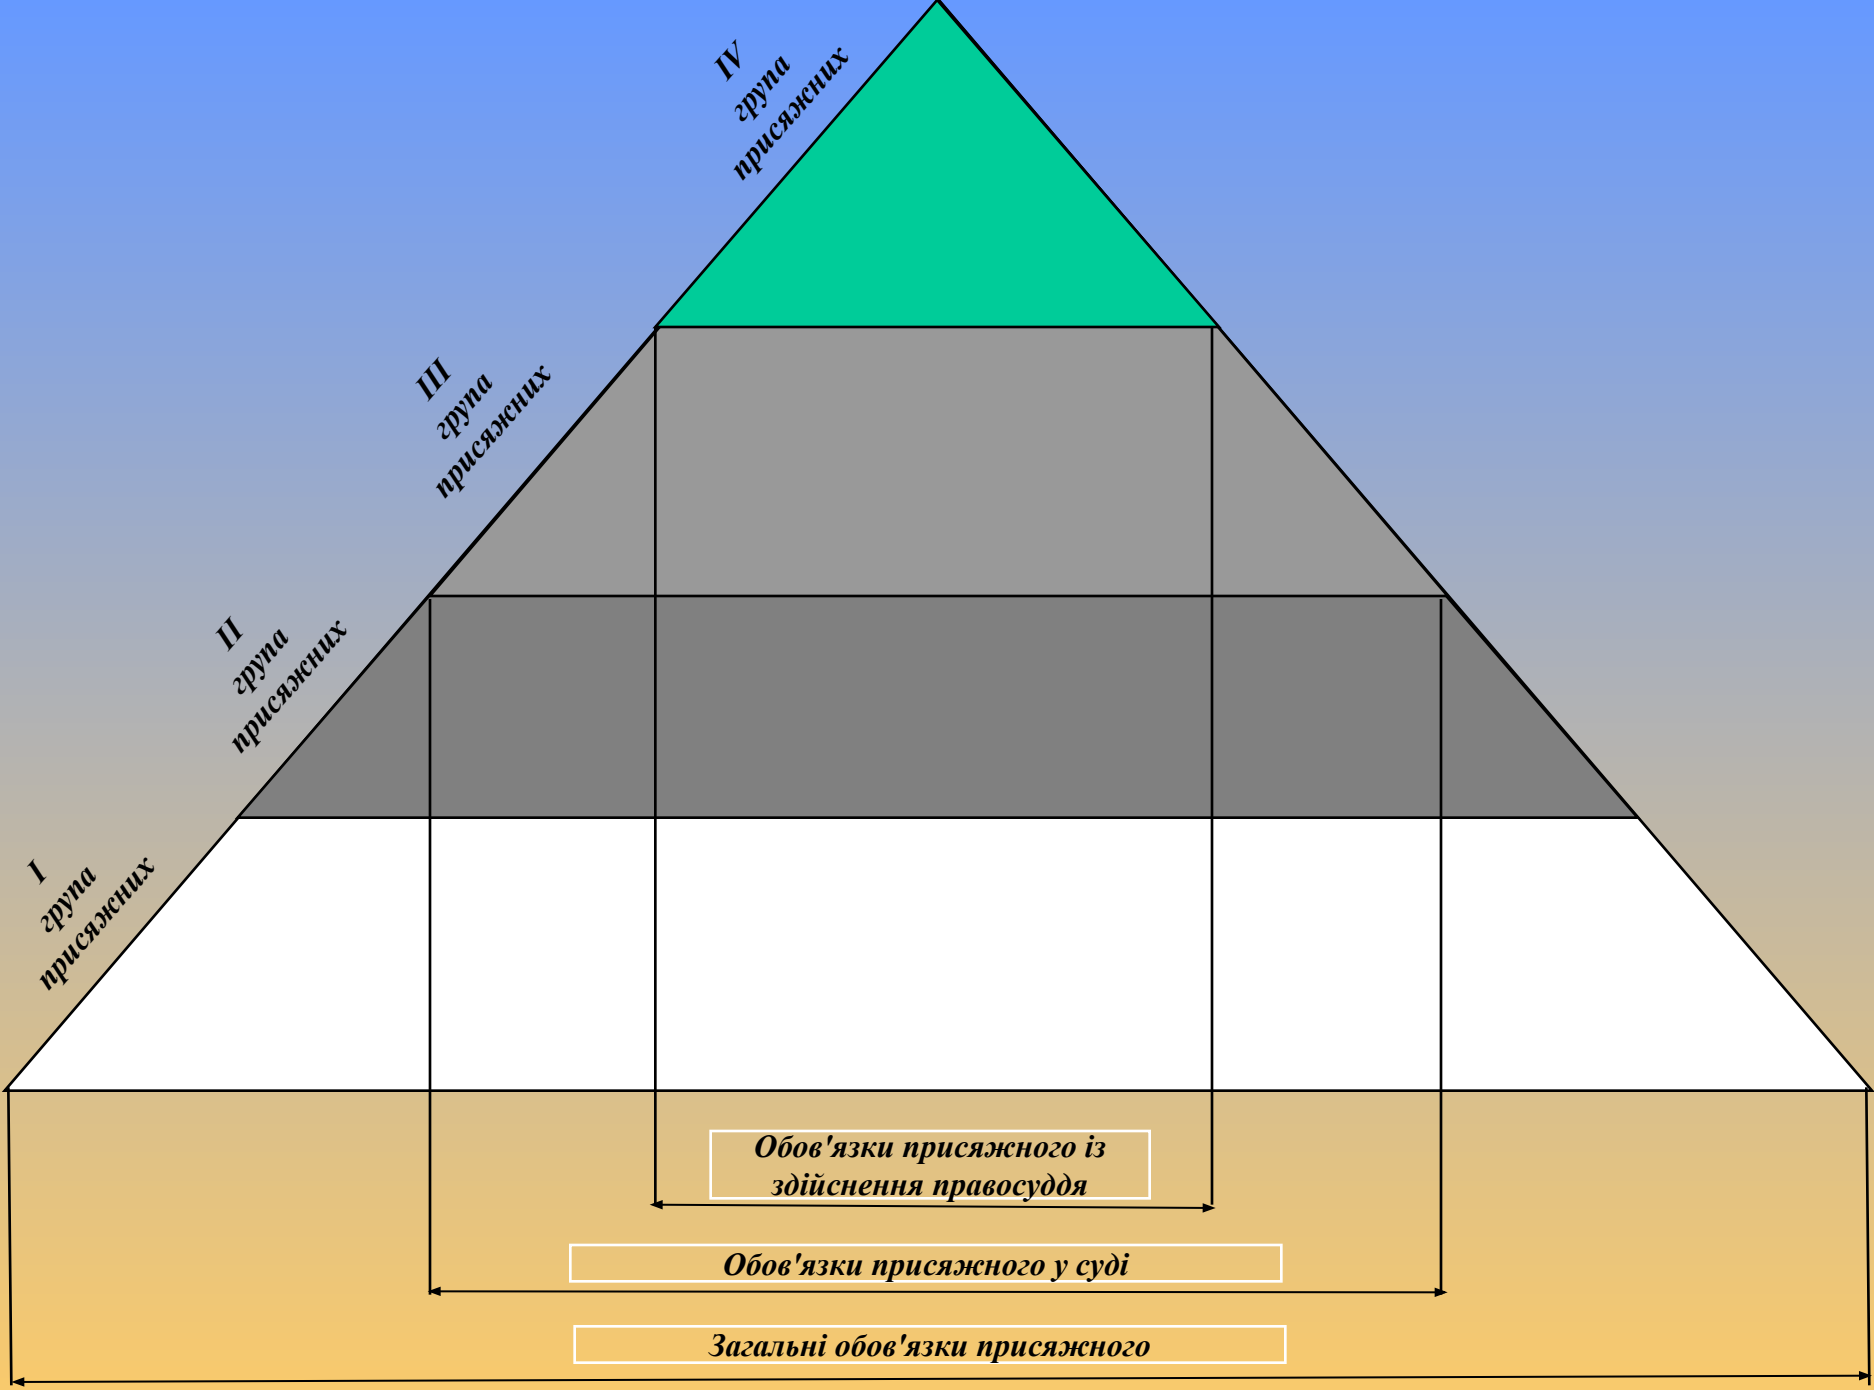 IV
група
присяжних
III
група
присяжних
II
група
присяжних
I
група
присяжних
Обов'язки присяжного із
здійснення правосуддя
Обов'язки присяжного у суді
Загальні обов'язки присяжного